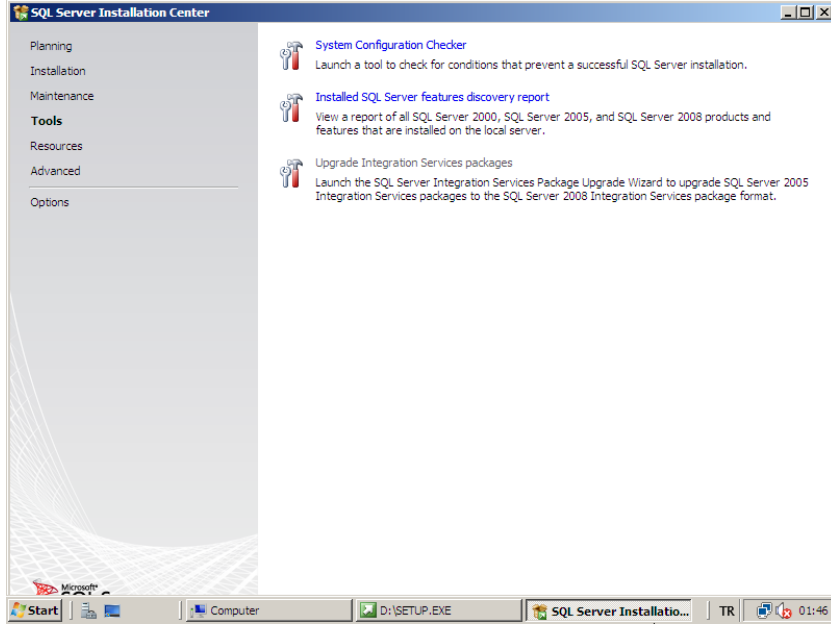 SQL Server Installation Center
Planning
Installation
Maintenance
Tools
Resources
Advanced
Options
System Configuration Checker
Launch a tool to check for conditions that prevent a successful SQL Server installation.
Installed SQL Server features discovery report
View a report of all SQL Server 2000, SQL Server 2005, and SQL Server 2008 products and
features that are installed on the local server.
Upgrade Integration Services packages
Launch the SQL Server Integration Services Package Upgrade Wizard to upgrade SQL Server 2005
Integration Services packages to the SQL Server 2008 Integration Services package format.
Microsoft*
Start
Computer
D:\SETUP.EXE
SQL Server Installatio...
TR
01:46